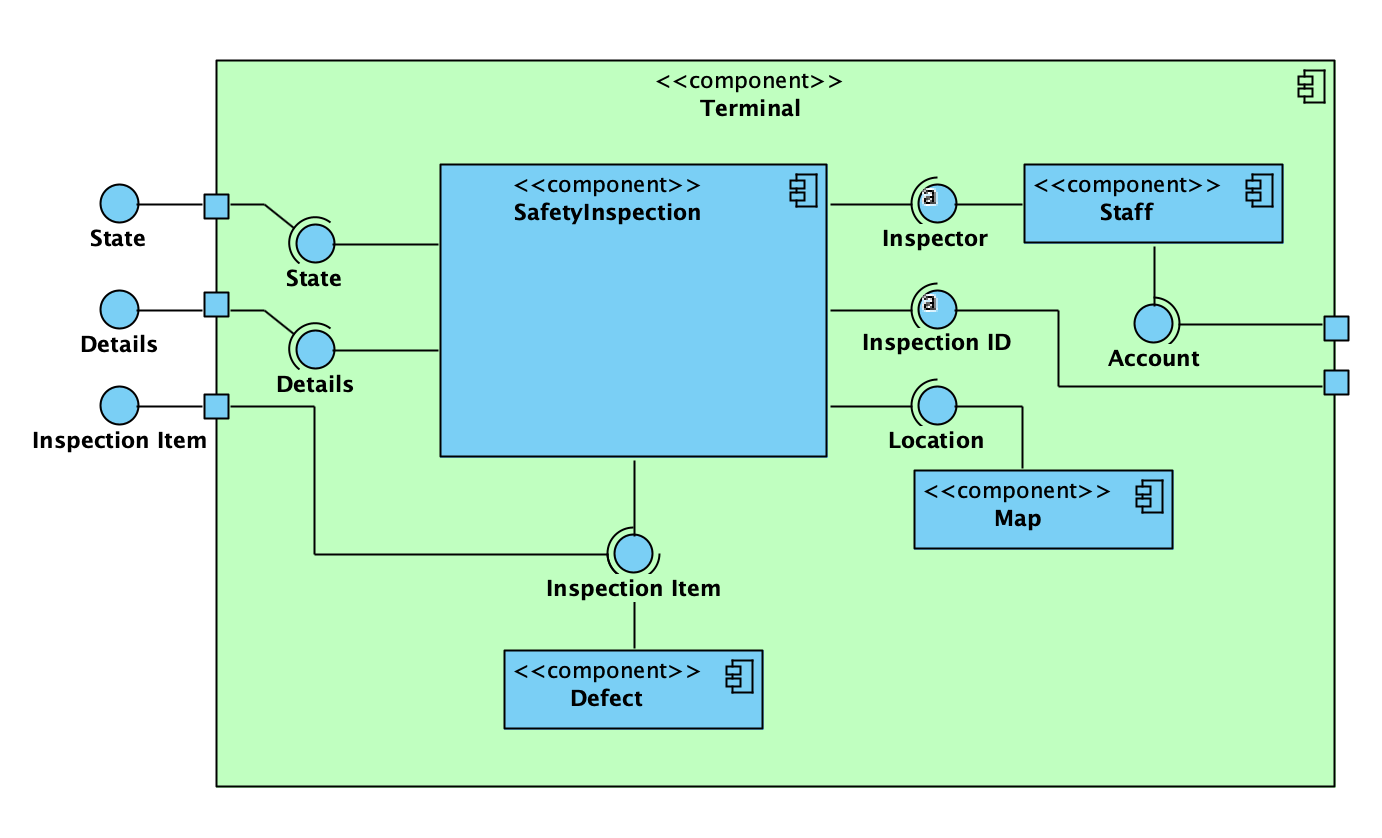 <<component>>
Terminal
<<component>>
SafetyInspection
<<component>>
Staff
a
Inspector
State
State
a
Inspection ID
Details
Details
Account
Inspection Item
Location
<<component>>
Map
Inspection Item
<<component>>
Defect